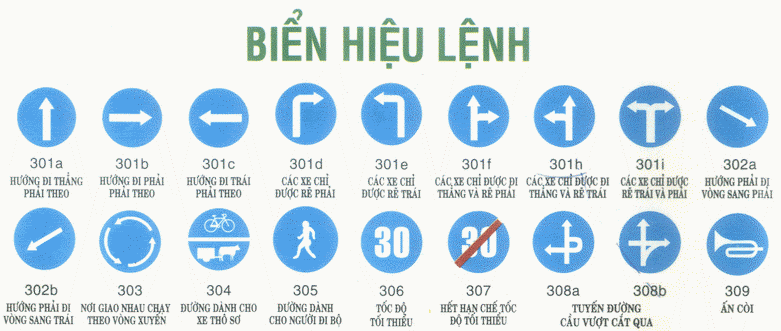 BIỂN HIỆU LỆNH
301a 301b 301c 301d 301e 301f 301h 301i 302a
HƯỚNG ĐI THẲNG HƯỚNG ĐI PHẢI HƯỚNG ĐI TRÁI CÁC XE CHỈ CÁC XE CHỈ CÁC XE CHỈ ĐƯỢC ĐI CÁC XE CHỈ ĐƯỢC ĐI CÁC XE CHỈ ĐƯỢC HƯỚNG PHẢI ĐI
PHẢI THEO PHẢI THEO PHẢI THEO ĐƯỢC RẼ PHẢI ĐƯỢC RẼ TRÁI THẲNG VÀ RẼ PHẢI THẲNG VÀ RẼ TRÁI RẼ TRÁI VÀ PHẢI VÒNG SANG PHẢI
30 30
302b 303 304 305 306 307 308a 308b 309
HƯỚNG PHẢI ĐI NƠI GIAO NHAU CHẠY ĐƯỜNG DÀNH CHO ĐƯỜNG DÀNH TỐC ĐỘ HẾT HẠN CHẾ TỐC TUYẾN ĐƯỜNG ẤN CÒI
VÒNG SANG TRÁI THEO VÒNG XUYẾN XE THÔ SƠ CHO NGƯỜI ĐI BỘ TỐI THIỂU ĐỘ TỐI THIỂU CẦU VƯỢT CẮT QUA